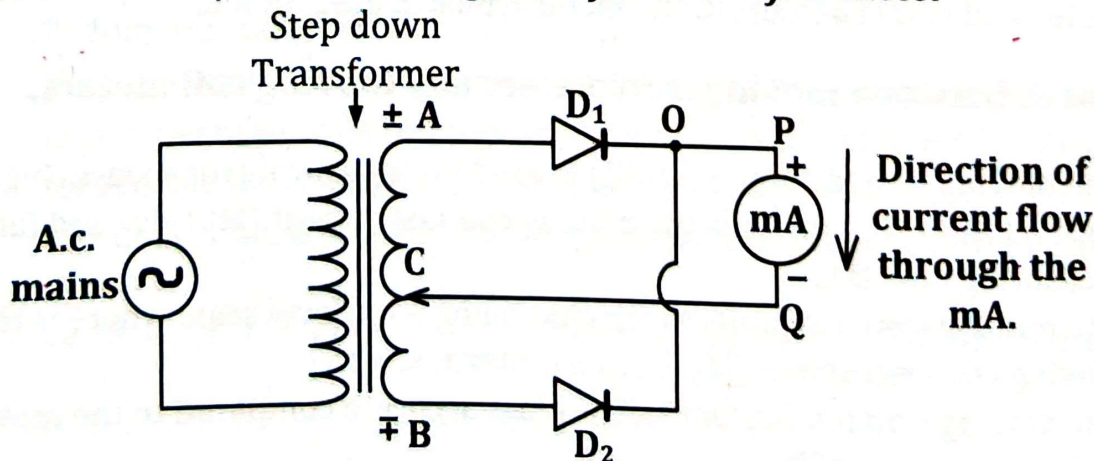 Step down
Transformer
± A
D₁
O
P
+
mA
−
Q
Direction of
current flow
through the
mA.
A.c.
mains
~
C
∓ B
D₂